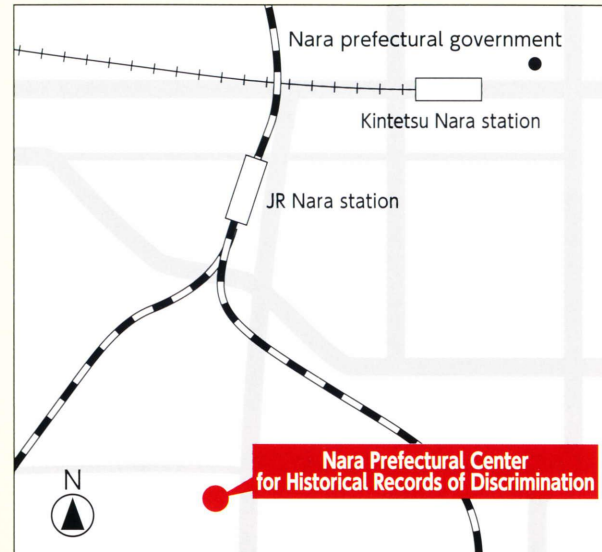 Nara prefectural government
Kintetsu Nara station
JR Nara station
Nara Prefectural Center
for Historical Records of Discrimination
N